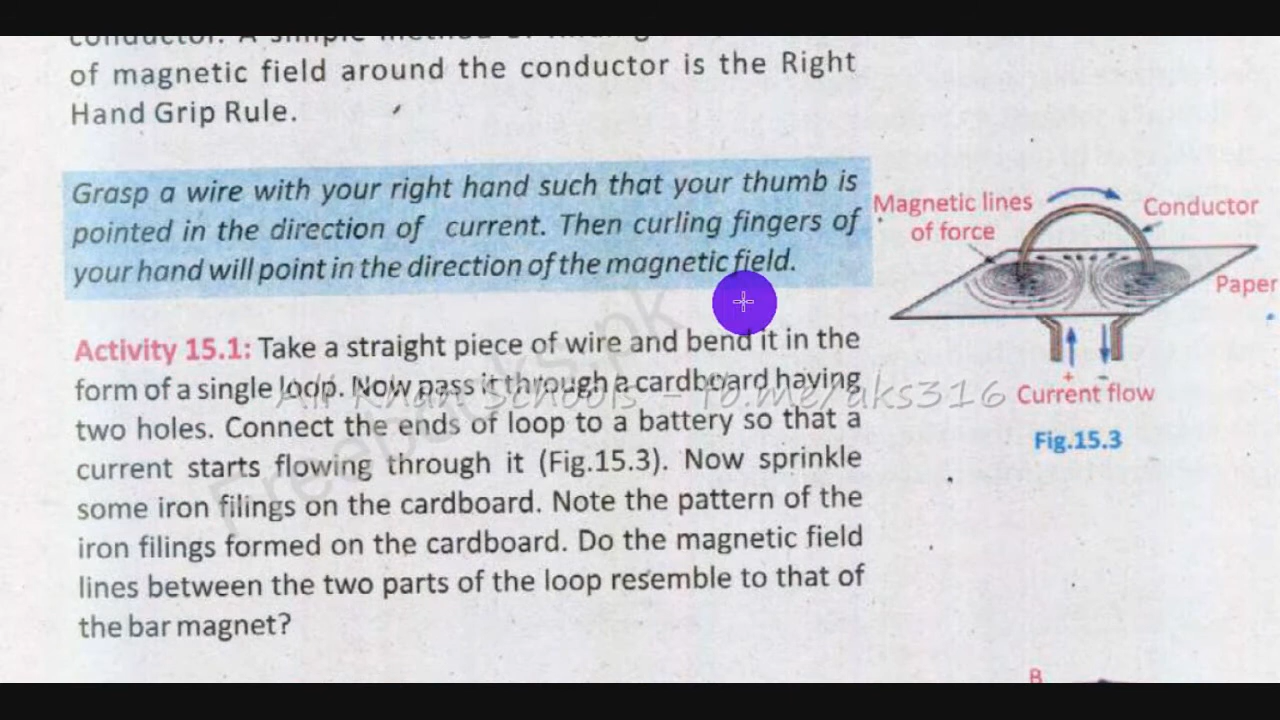 of magnetic field around the conductor is the Right
Hand Grip Rule.
Grasp a wire with your right hand such that your thumb is
pointed in the direction of current. Then curling fingers of
your hand will point in the direction of the magnetic field.
Activity 15.1: Take a straight piece of wire and bend it in the
form of a single loop. Now pass it through a cardboard having
two holes. Connect the ends of loop to a battery so that a
current starts flowing through it (Fig.15.3). Now sprinkle
some iron filings on the cardboard. Note the pattern of the
iron filings formed on the cardboard. Do the magnetic field
lines between the two parts of the loop resemble to that of
the bar magnet?
Magnetic lines
of force
Conductor
Paper
+ -
Current flow
Fig.15.3
B